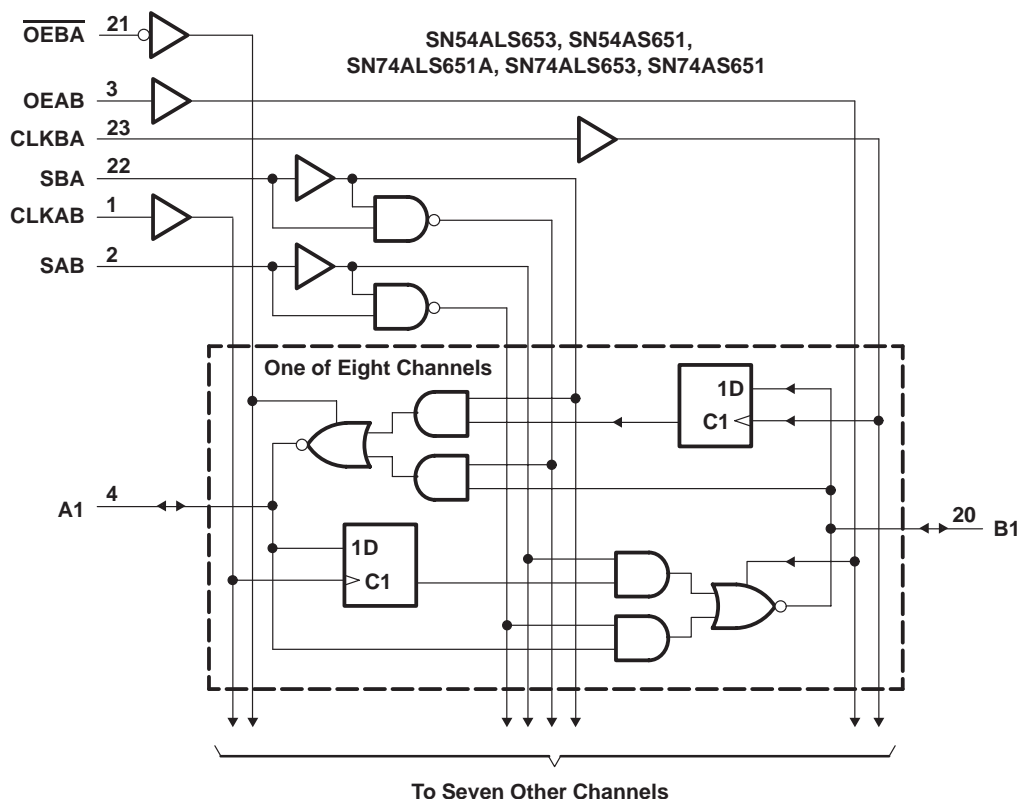 OEBA 21
SN54ALS653, SN54AS651,
SN74ALS651A, SN74ALS653, SN74AS651
OEAB 3
CLKBA 23
SBA 22
CLKAB 1
SAB 2
One of Eight Channels
1D
C1
A1 4
20 B1
1D
C1
To Seven Other Channels